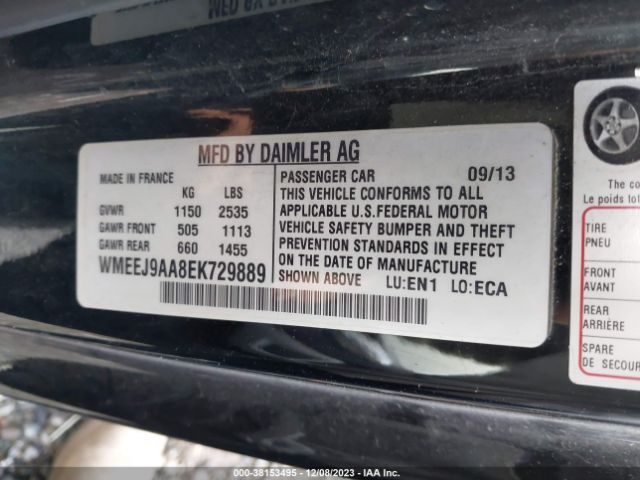 MFD BY DAIMLER AG
MADE IN FRANCE
KG LBS
GVWR 1150 2535
GAWR FRONT 505 1113
GAWR REAR 660 1455
WMEEJ9AA8EK729889
PASSENGER CAR 09/13
THIS VEHICLE CONFORMS TO ALL
APPLICABLE U.S.FEDERAL MOTOR
VEHICLE SAFETY BUMPER AND THEFT
PREVENTION STANDARDS IN EFFECT
ON THE DATE OF MANUFACTURE
SHOWN ABOVE LU:EN1 LO:ECA
Le poids tot
TIRE
PNEU
FRONT
AVANT
REAR
ARRIÈRE
SPARE
DE SECOUR
000-38153495 - 12/08/2023 - IAA Inc.